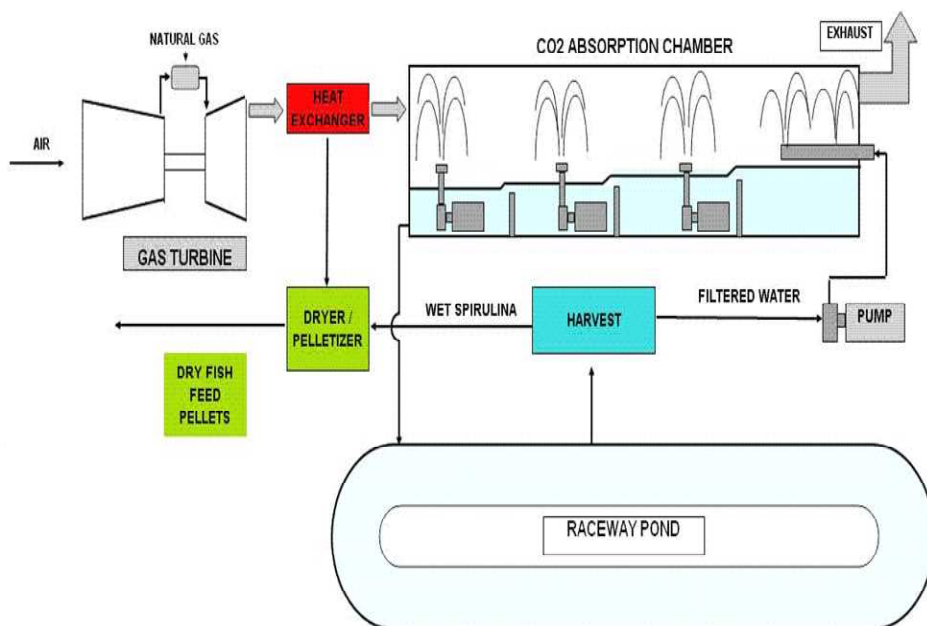 NATURAL GAS
AIR
GAS TURBINE
HEAT
EXCHANGER
CO2 ABSORPTION CHAMBER
EXHAUST
DRYER /
PELLETIZER
WET SPIRULINA
HARVEST
FILTERED WATER
PUMP
DRY FISH
FEED
PELLETS
RACEWAY POND